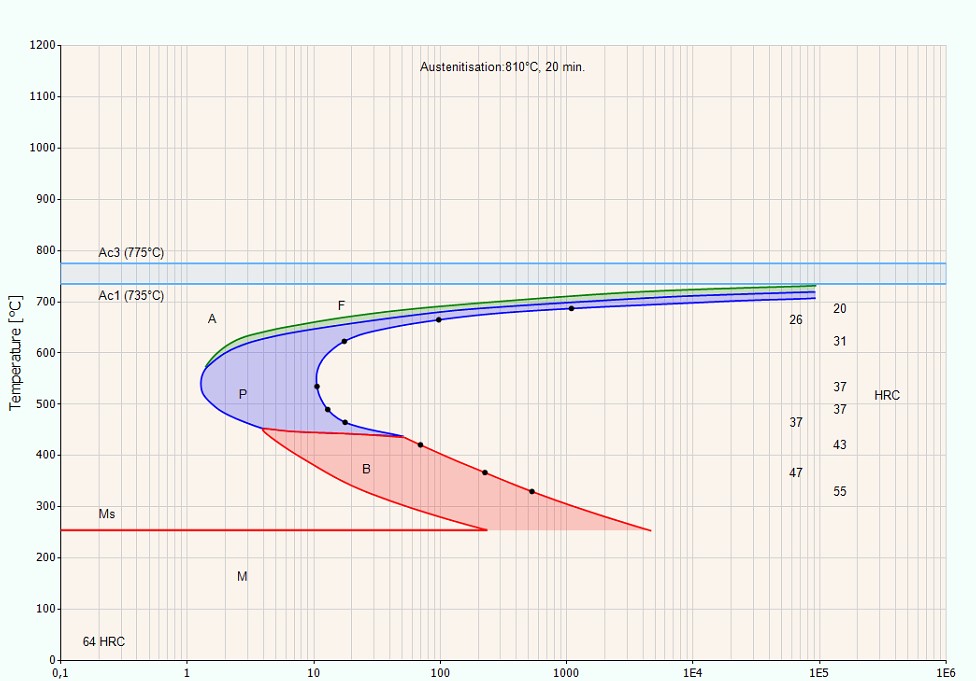 1200
Austenitisation:810°C, 20 min.
1100
1000
900
800
Ac3 (775°C)
Ac1 (735°C)
700
F
20
A
26
31
600
Temperature [°C]
37
P
HRC
500
37
37
43
400
B
47
55
300
Ms
200
M
100
64 HRC
0
0,1
1
10
100
1000
1E4
1E5
1E6